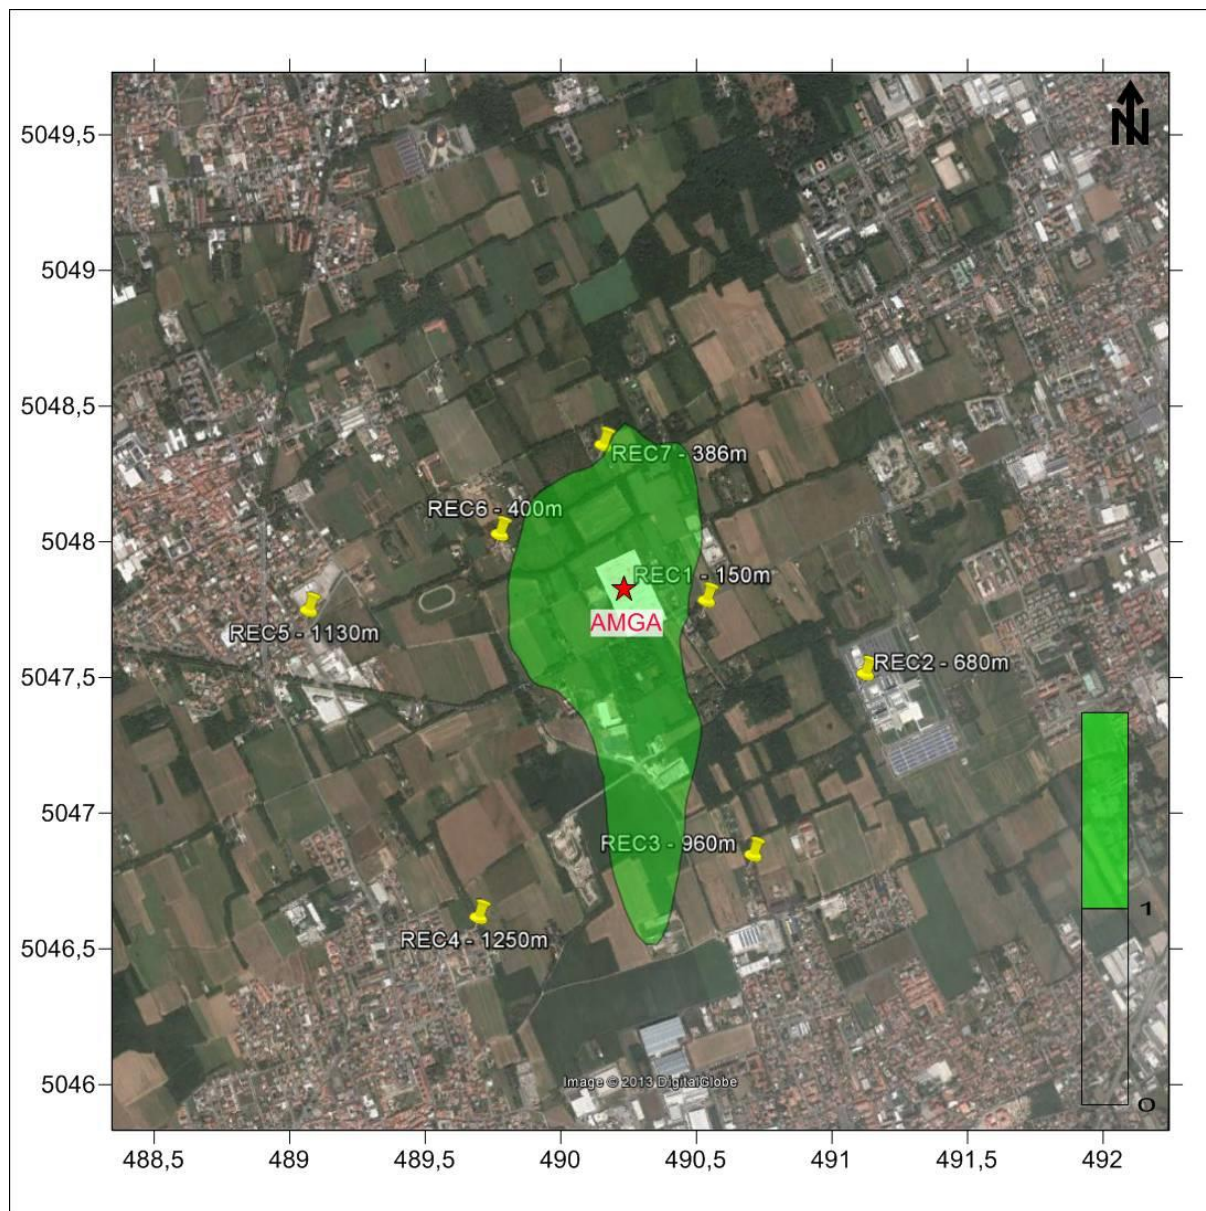 N
5049,5
5049
5048,5
REC7 - 386m
REC6 - 400m
5048
REC1 - 150m
AMGA
REC5 - 1130m
REC2 - 680m
5047,5
5047
REC3 - 960m
1
REC4 - 1250m
5046,5
5046
Image © 2013 DigitalGlobe
0
488,5 489 489,5 490 490,5 491 491,5 492